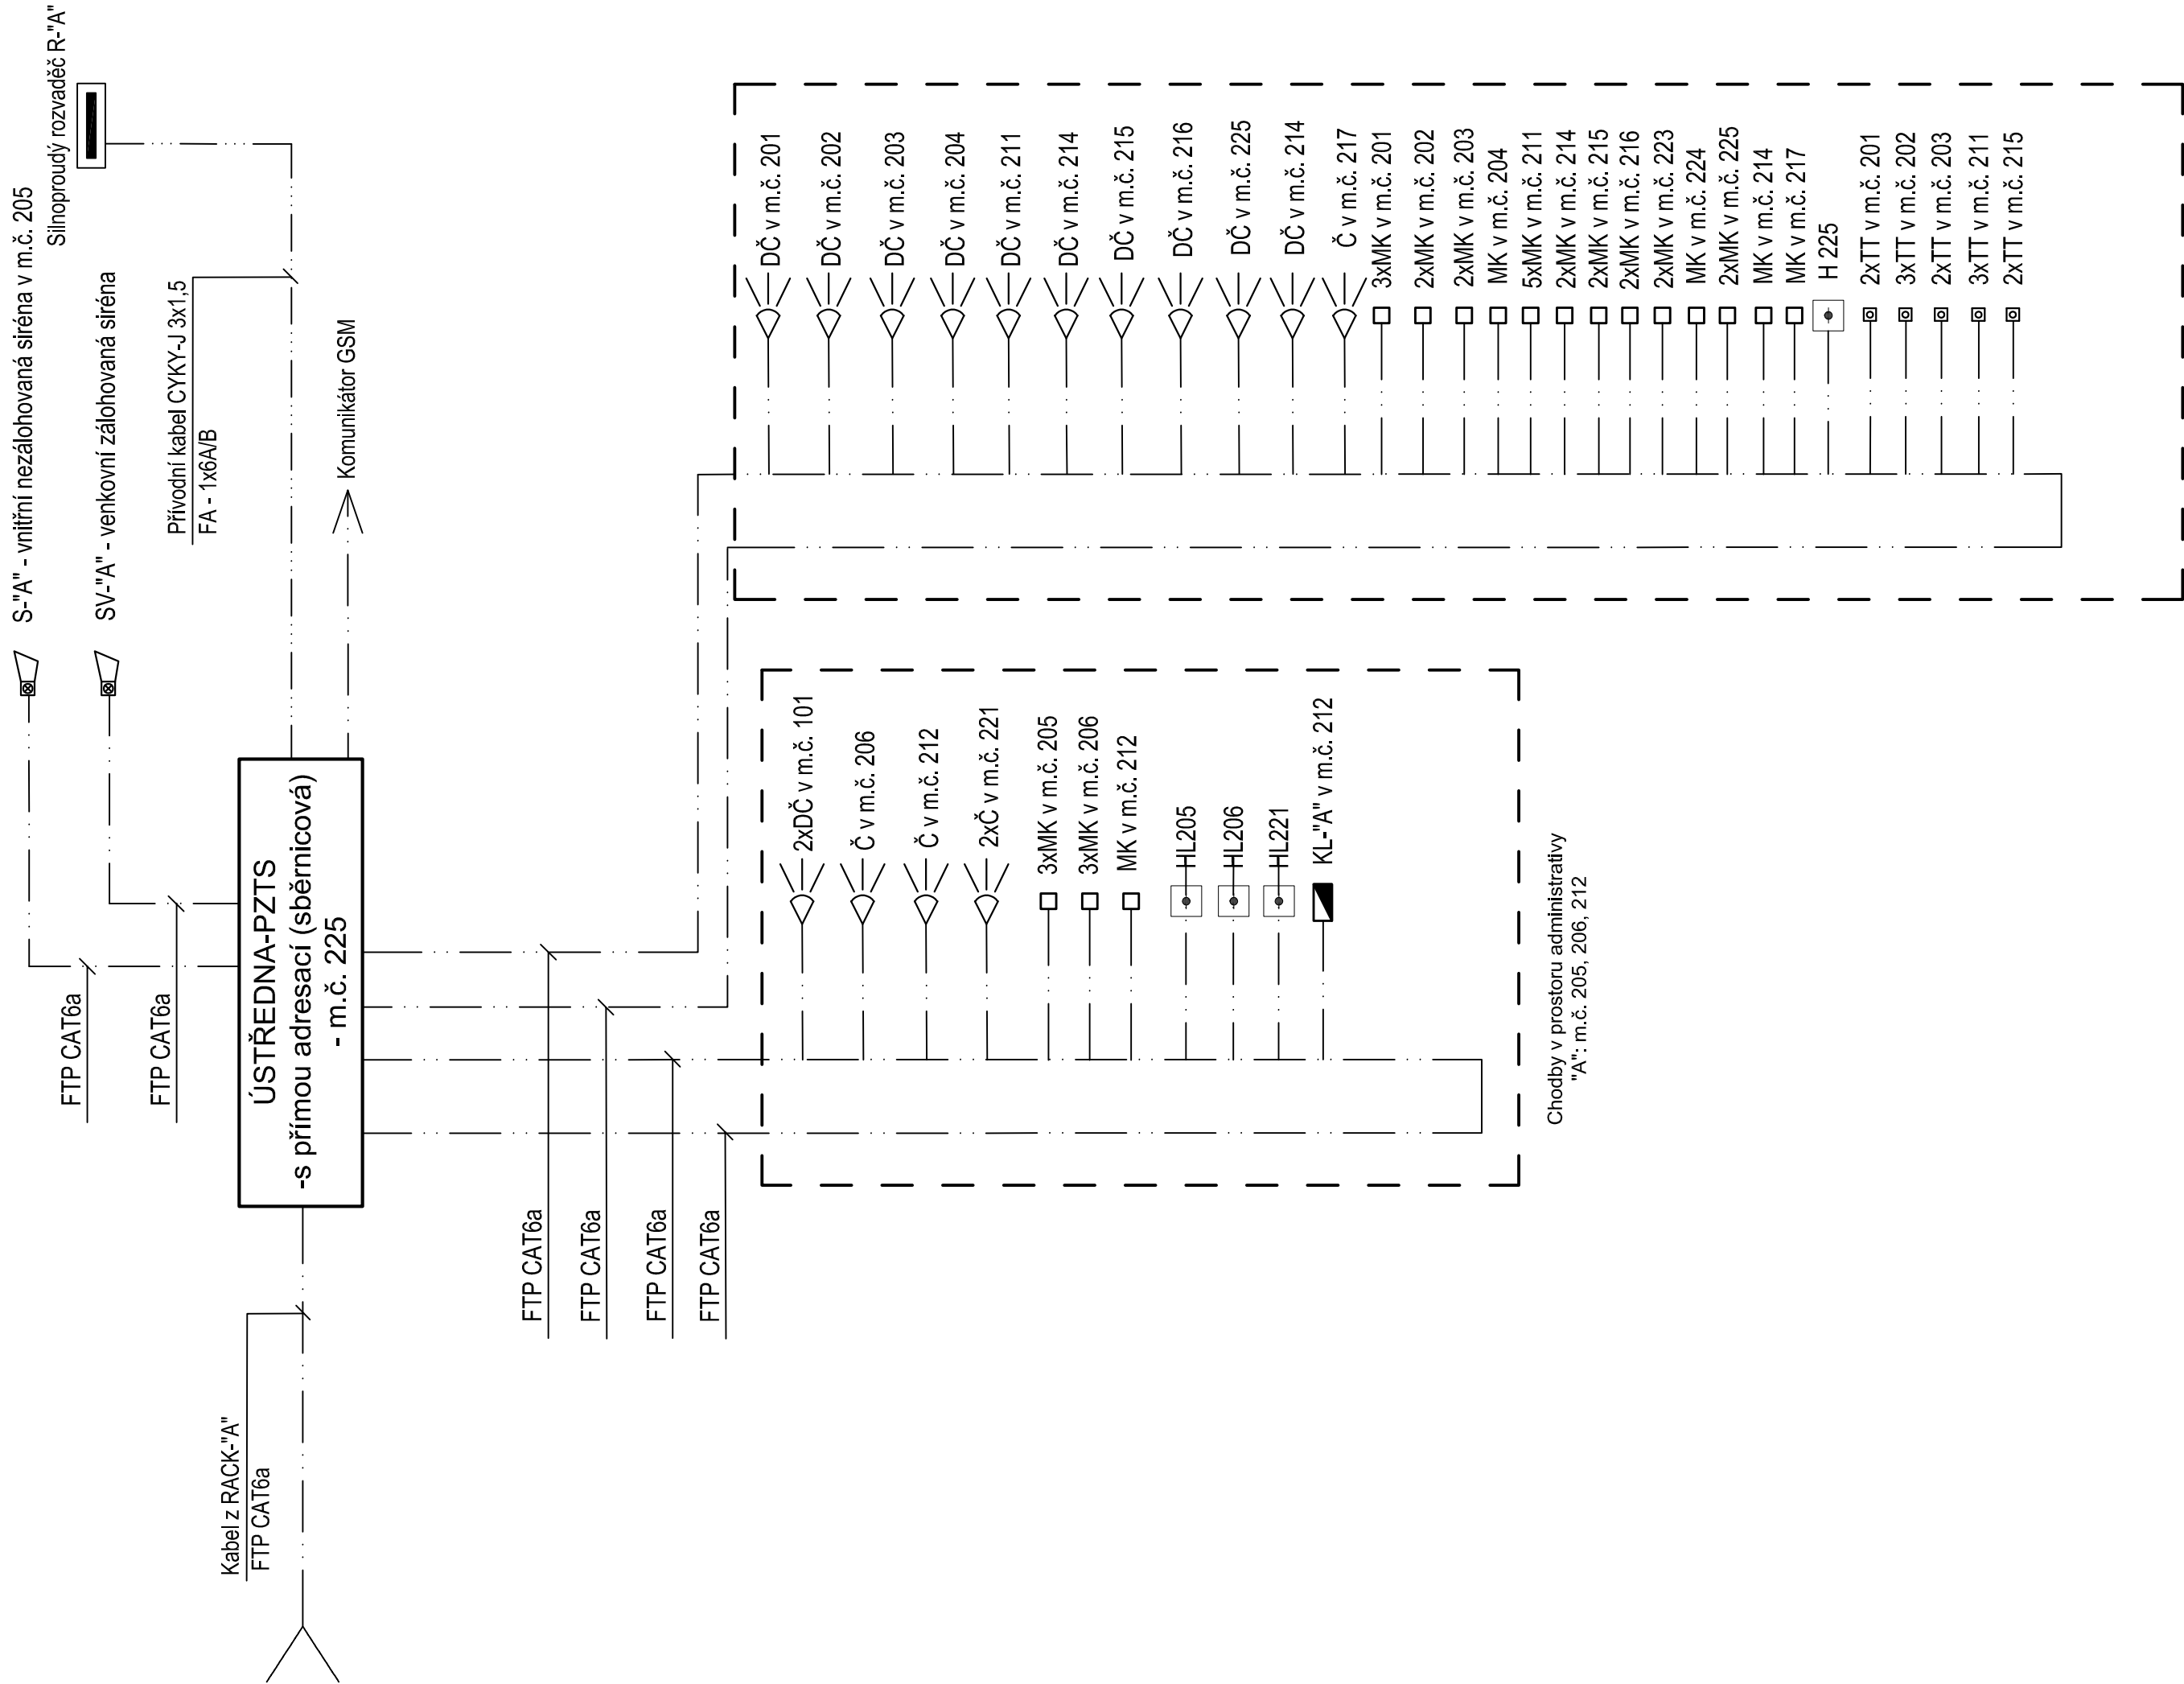 S-"A" - vnitřní nezálohovaná siréna v m.č. 205
Silnoproudý rozvaděč R-"A"
SV-"A" - venkovní zálohovaná siréna
Přívodní kabel CYKY-J 3x1,5
FA - 1x6A/B
Komunikátor GSM
FTP CAT6a
FTP CAT6a
ÚSTŘEDNA-PZTS
-s přímou adresací (sběrnicová)
- m.č. 225
Kabel z RACK-"A"
FTP CAT6a
FTP CAT6a
FTP CAT6a
FTP CAT6a
FTP CAT6a
DČ v m.č. 201
DČ v m.č. 202
DČ v m.č. 203
DČ v m.č. 204
DČ v m.č. 211
DČ v m.č. 214
DČ v m.č. 215
DČ v m.č. 216
DČ v m.č. 225
DČ v m.č. 214
Č v m.č. 217
3xMK v m.č. 201
2xMK v m.č. 202
2xMK v m.č. 203
MK v m.č. 204
5xMK v m.č. 211
2xMK v m.č. 214
2xMK v m.č. 215
2xMK v m.č. 216
2xMK v m.č. 223
MK v m.č. 224
2xMK v m.č. 225
MK v m.č. 214
MK v m.č. 217
H 225
2xTT v m.č. 201
3xTT v m.č. 202
2xTT v m.č. 203
3xTT v m.č. 211
2xTT v m.č. 215
2xDČ v m.č. 101
Č v m.č. 206
Č v m.č. 212
2xČ v m.č. 221
3xMK v m.č. 205
3xMK v m.č. 206
MK v m.č. 212
HL205
HL206
HL221
KL-"A" v m.č. 212
Chodby v prostoru administrativy
"A": m.č. 205, 206, 212